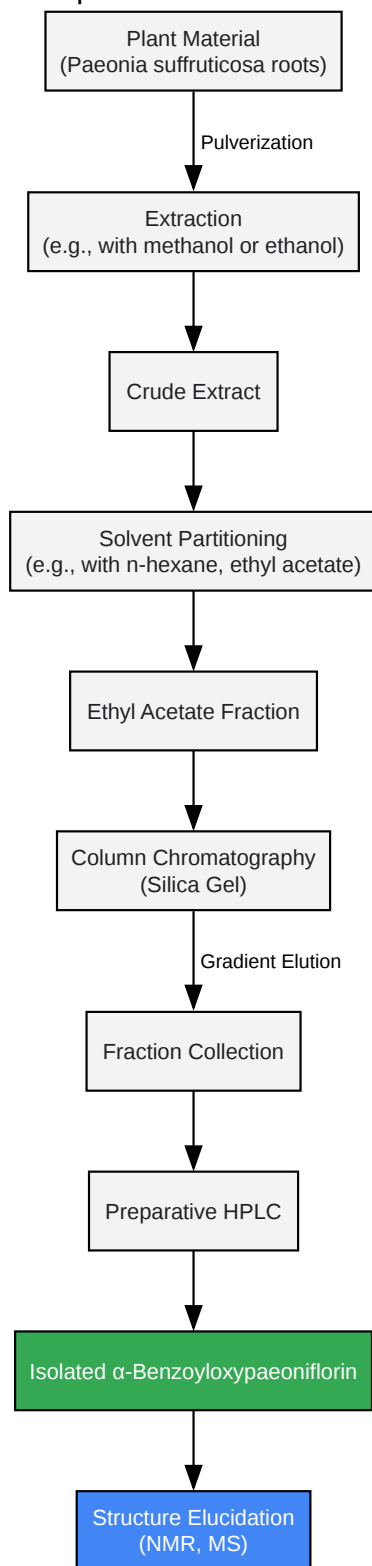 Plant Material
(Paeonia suffruticosa roots)
Pulverization
Extraction
(e.g., with methanol or ethanol)
Crude Extract
Solvent Partitioning
(e.g., with n-hexane, ethyl acetate)
Ethyl Acetate Fraction
Column Chromatography
(Silica Gel)
Gradient Elution
Fraction Collection
Preparative HPLC
Isolated α-Benzoyloxypaeoniflorin
Structure Elucidation
(NMR, MS)